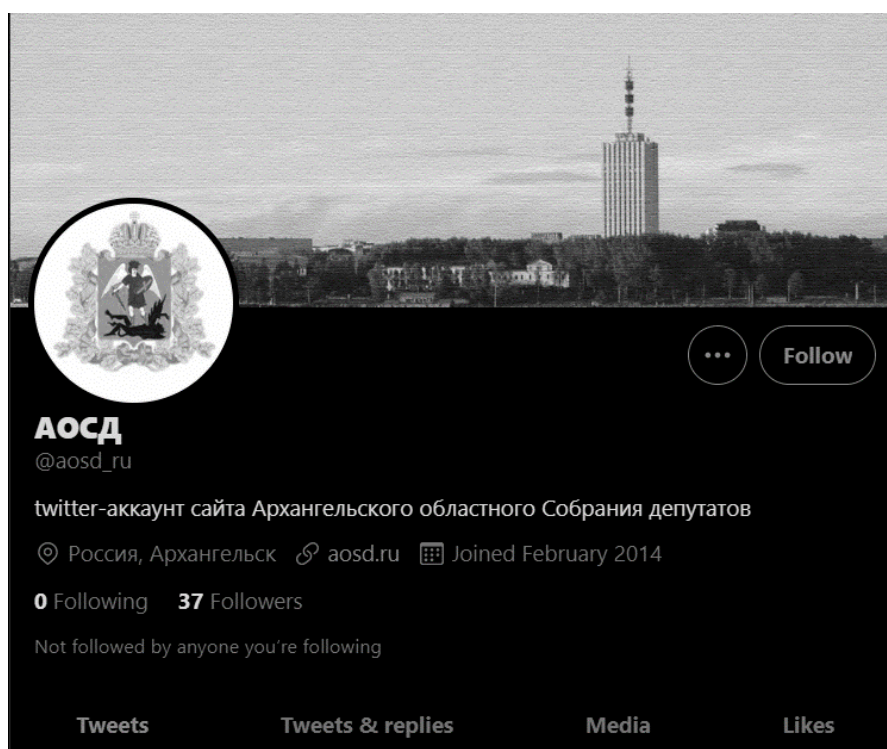 Follow
АОСД
@aosd_ru
twitter-аккаунт сайта Архангельского областного Собрания депутатов
Россия, Архангельск aosd.ru Joined February 2014
0 Following 37 Followers
Not followed by anyone you’re following
Tweets Tweets & replies Media Likes